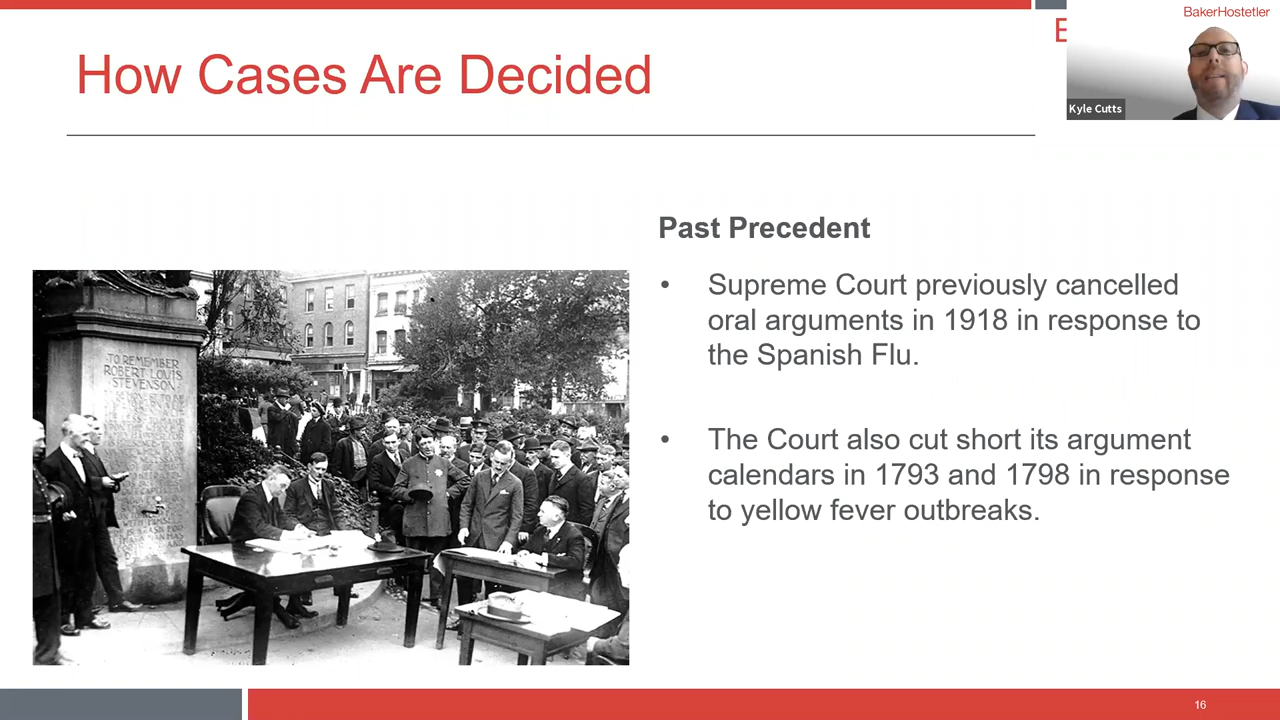 BakerHostetler
How Cases Are Decided
Kyle Cutts
Past Precedent
• Supreme Court previously cancelled
oral arguments in 1918 in response to
the Spanish Flu.
• The Court also cut short its argument
calendars in 1793 and 1798 in response
to yellow fever outbreaks.
TO REMEMBER
ROBERT LOUIS
STEVENSON
16